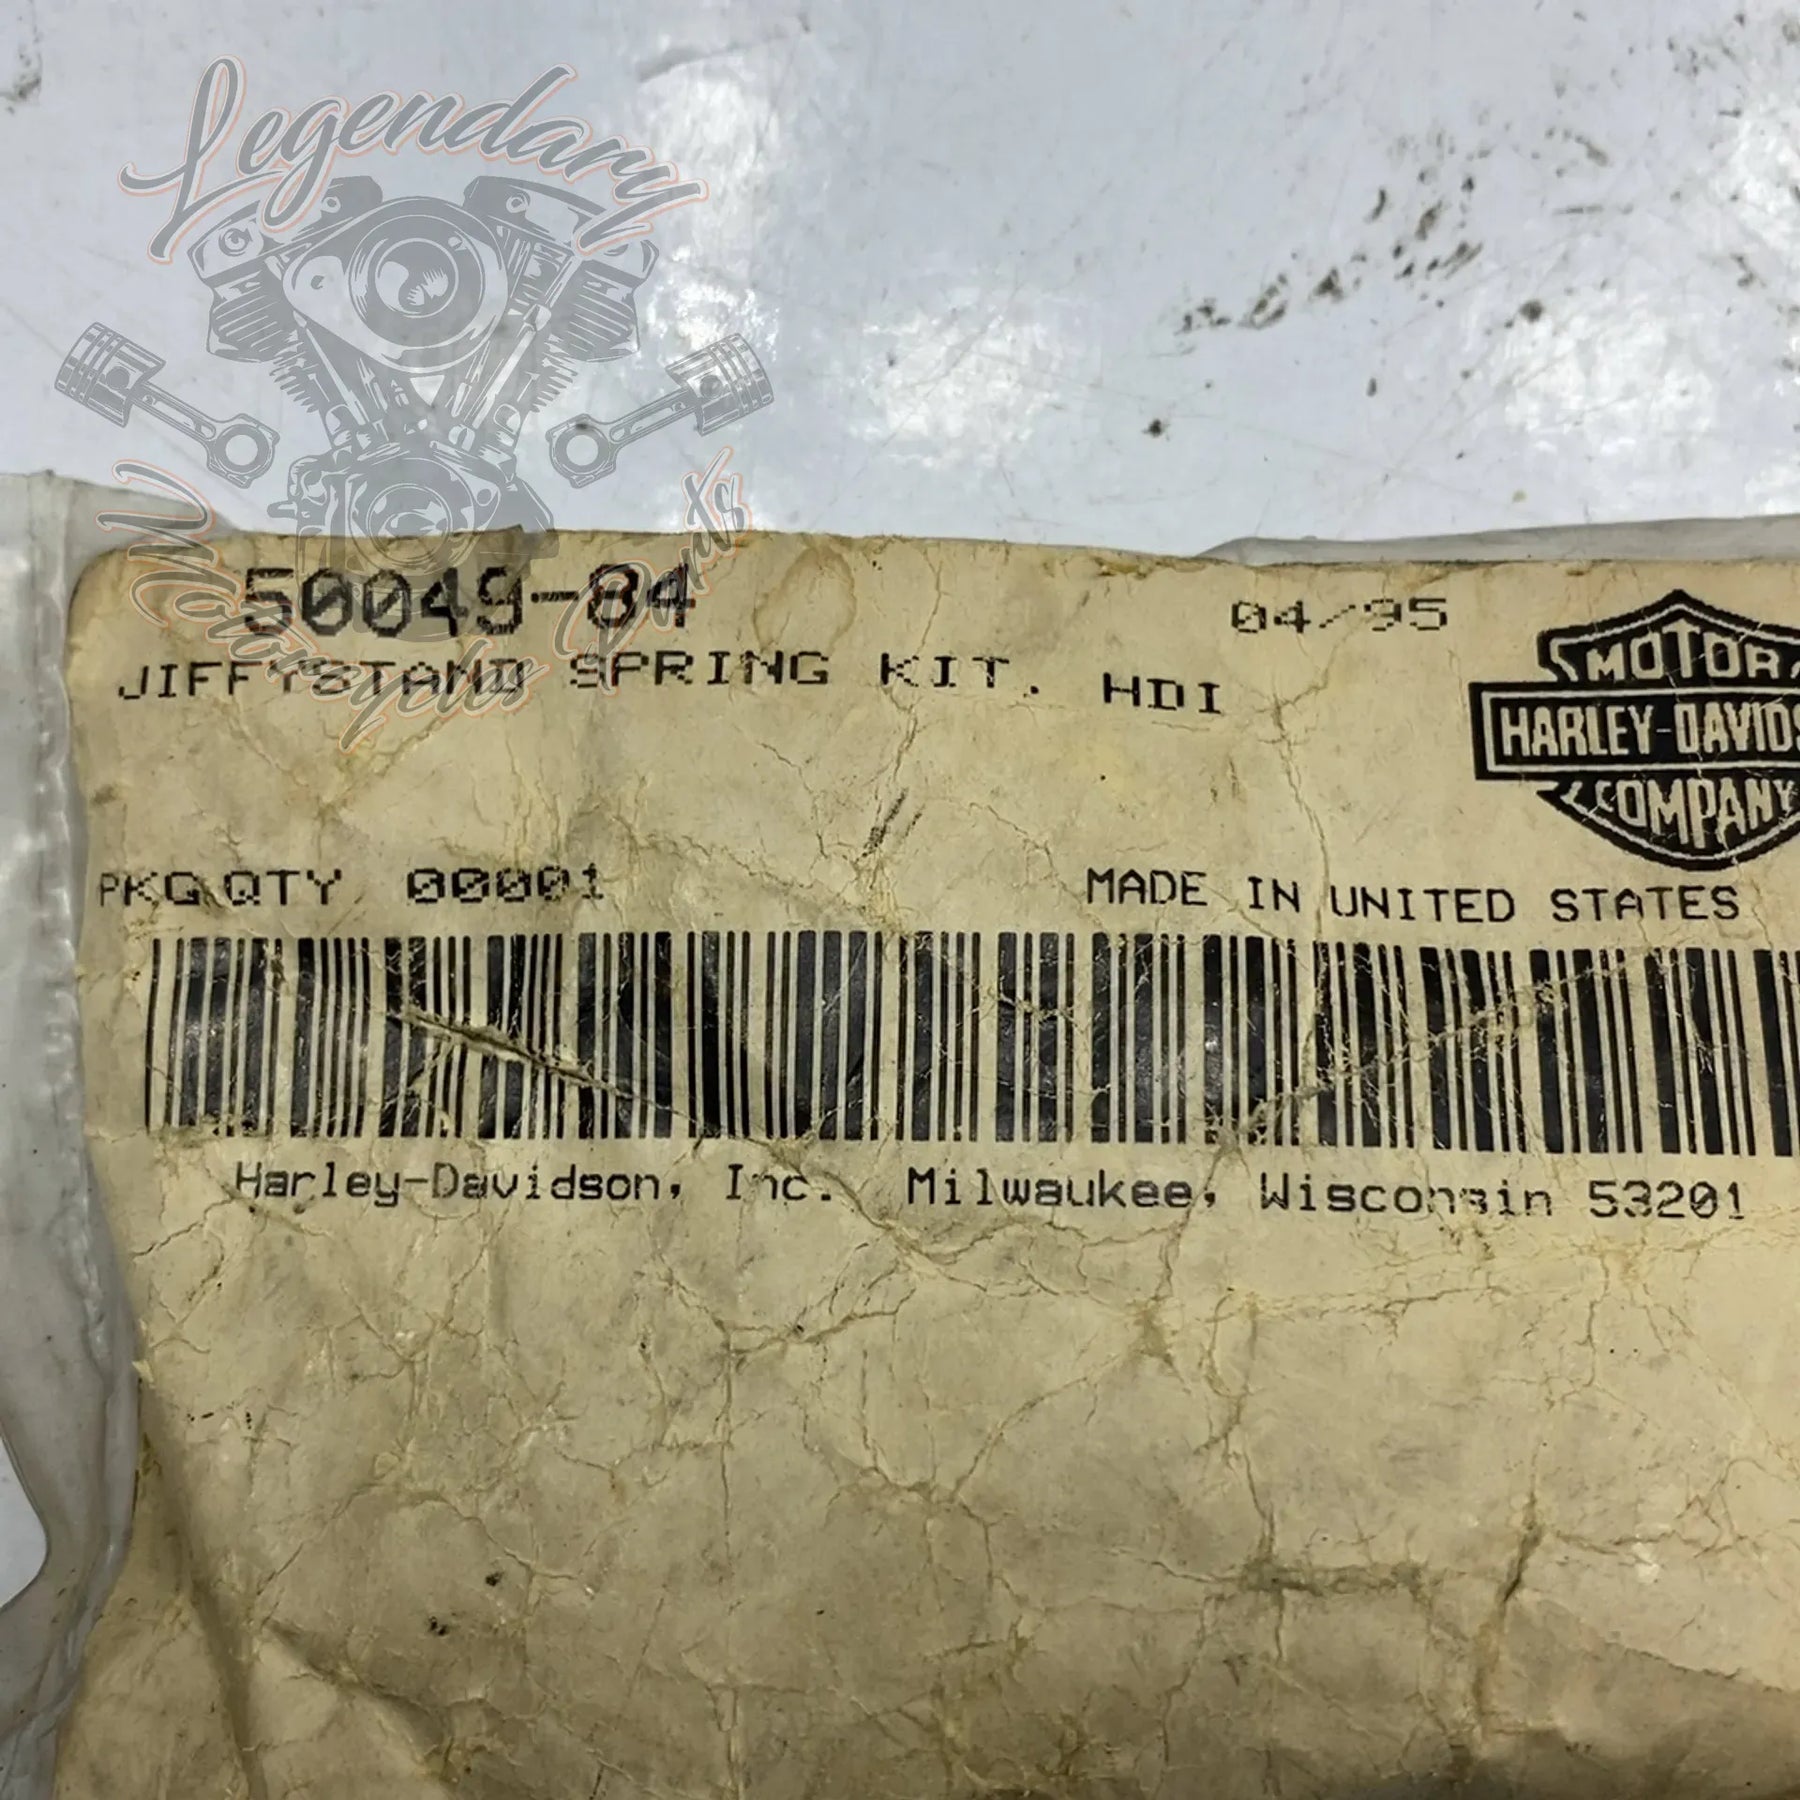 Legendary
Motorcycles Parts
50049-84
04/95
JIFFYSTAND SPRING KIT. HDI
MOTOR
HARLEY-DAVIDS
COMPANY
PKG QTY 00001
MADE IN UNITED STATES
Harley-Davidson, Inc. Milwaukee, Wisconsin 53201